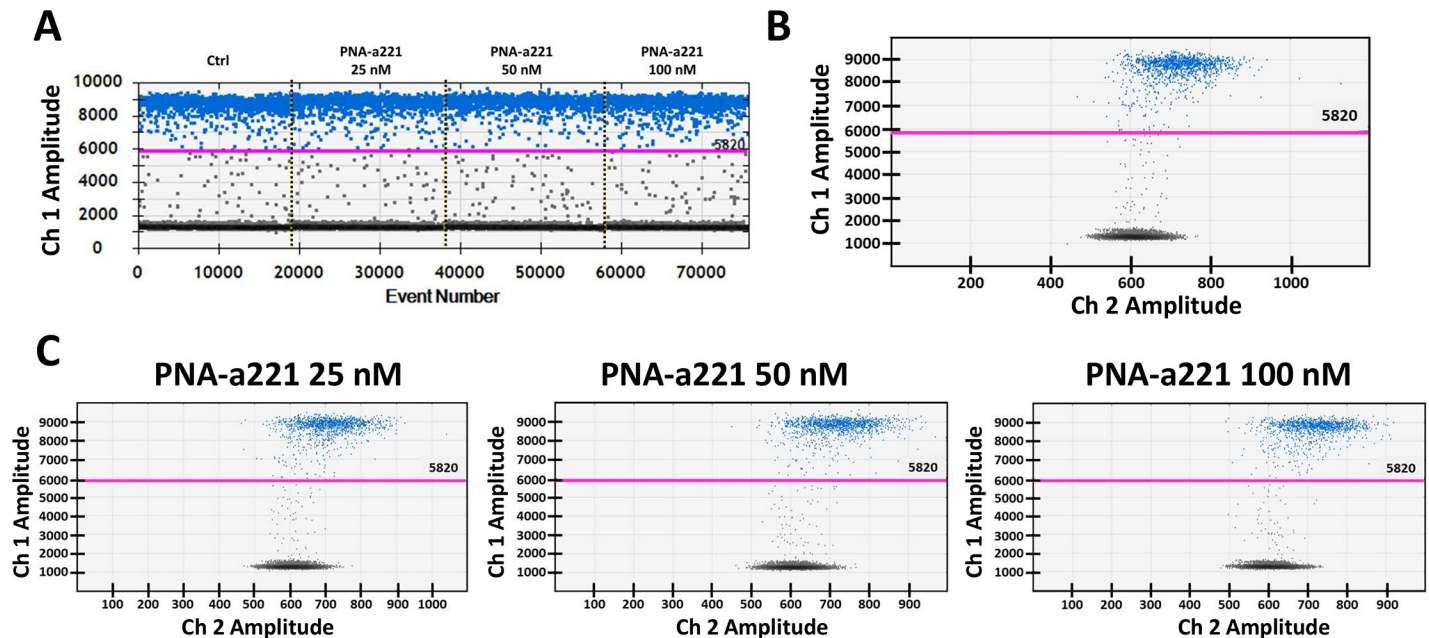 A
Ctrl
PNA-a221
25 nM
PNA-a221
50 nM
PNA-a221
100 nM
Ch 1 Amplitude
10000
8000
6000
4000
2000
0
5820
0 10000 20000 30000 40000 50000 60000 70000
Event Number
B
Ch 1 Amplitude
9000
8000
7000
6000
5000
4000
3000
2000
1000
5820
200 400 600 800 1000
Ch 2 Amplitude
C
PNA-a221 25 nM
Ch 1 Amplitude
9000
8000
7000
6000
5000
4000
3000
2000
1000
5820
100 200 300 400 500 600 700 800 900 1000
Ch 2 Amplitude
PNA-a221 50 nM
Ch 1 Amplitude
9000
8000
7000
6000
5000
4000
3000
2000
1000
5820
100 200 300 400 500 600 700 800 900
Ch 2 Amplitude
PNA-a221 100 nM
Ch 1 Amplitude
9000
8000
7000
6000
5000
4000
3000
2000
1000
5820
100 200 300 400 500 600 700 800 900
Ch 2 Amplitude